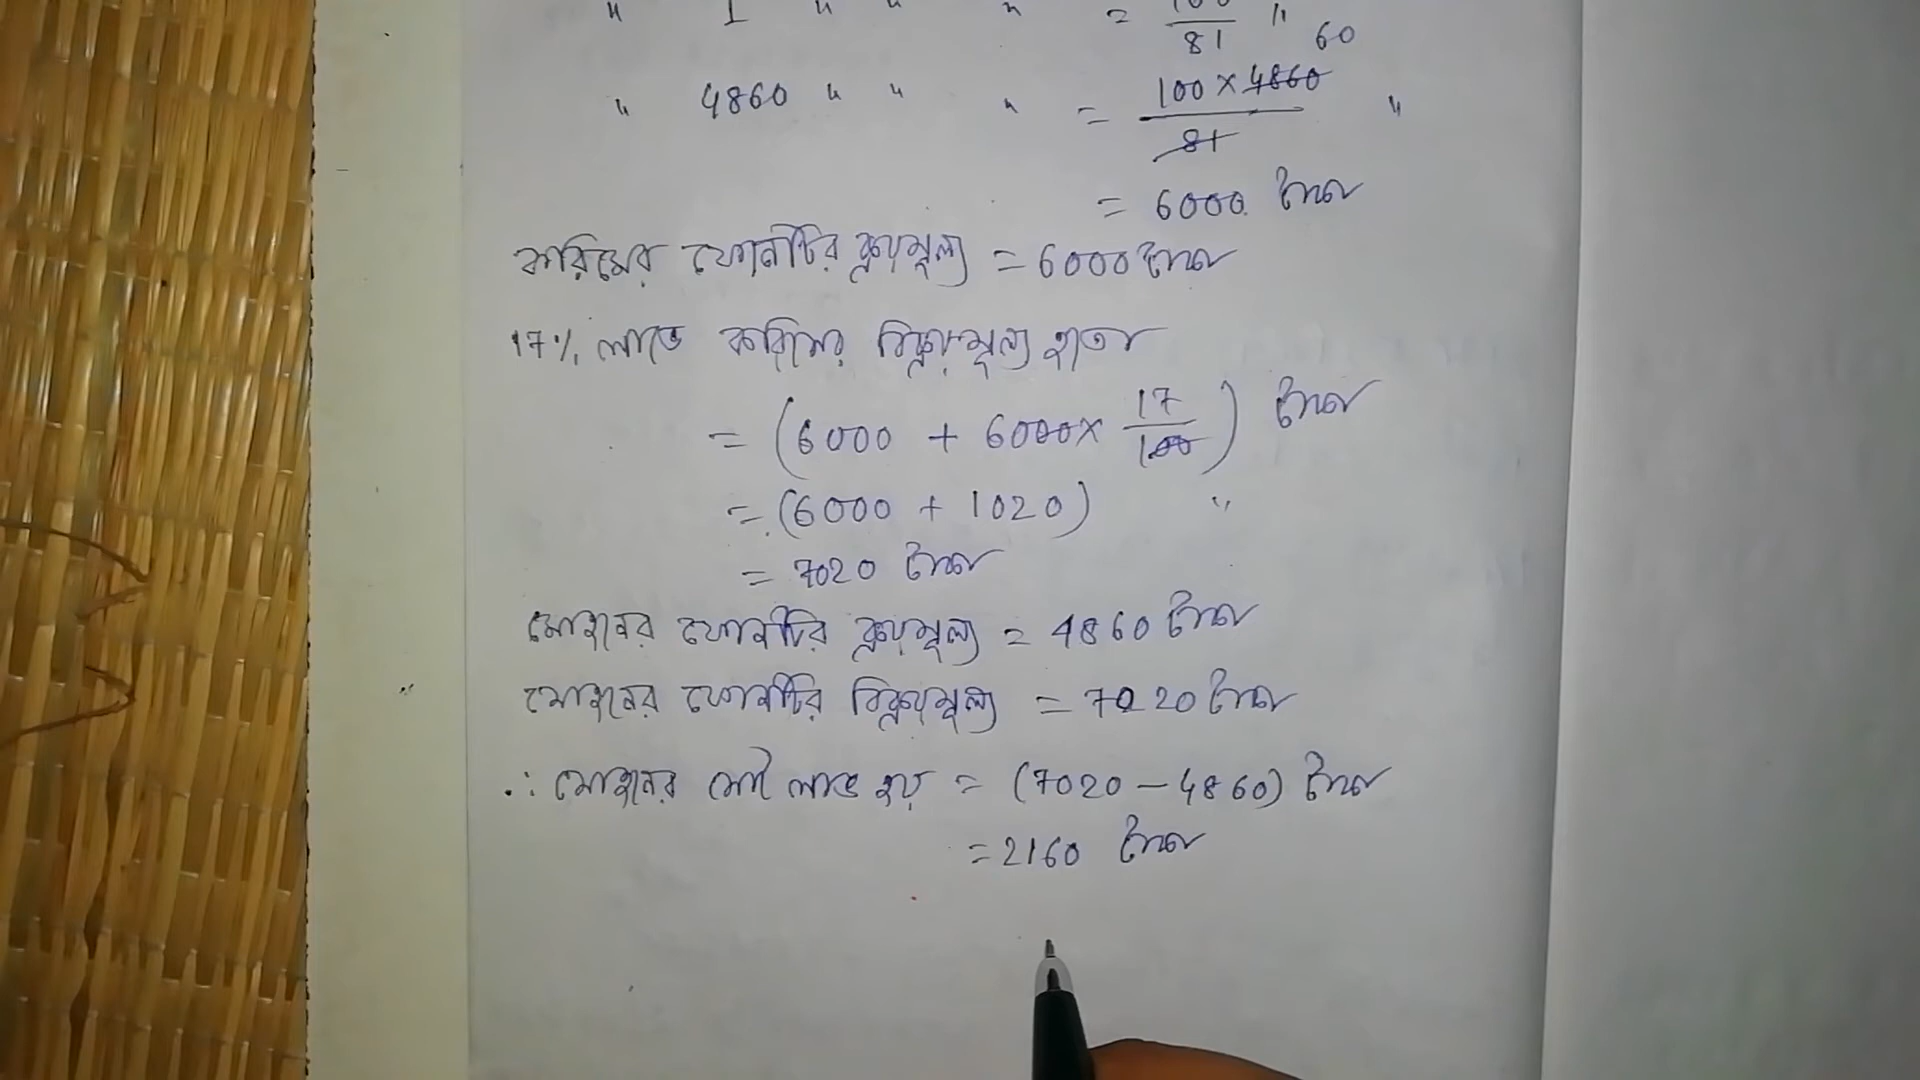 " 1 " " " = 100/81 "
60
" 4860 " " " = 100 × 4860/81 "
= 6000 টাকা
করিমের ফোনটির ক্রয়মূল্য = 6000 টাকা
17% লাভে করিমের বিক্রয়মূল্য হতো
= (6000 + 6000 × 17/100) টাকা
= (6000 + 1020) "
= 7020 টাকা
মোহনের ফোনটির ক্রয়মূল্য = 4860 টাকা
মোহনের ফোনটির বিক্রয়মূল্য = 7020 টাকা
∴ মোহনের মোট লাভ হয় = (7020 – 4860) টাকা
= 2160 টাকা